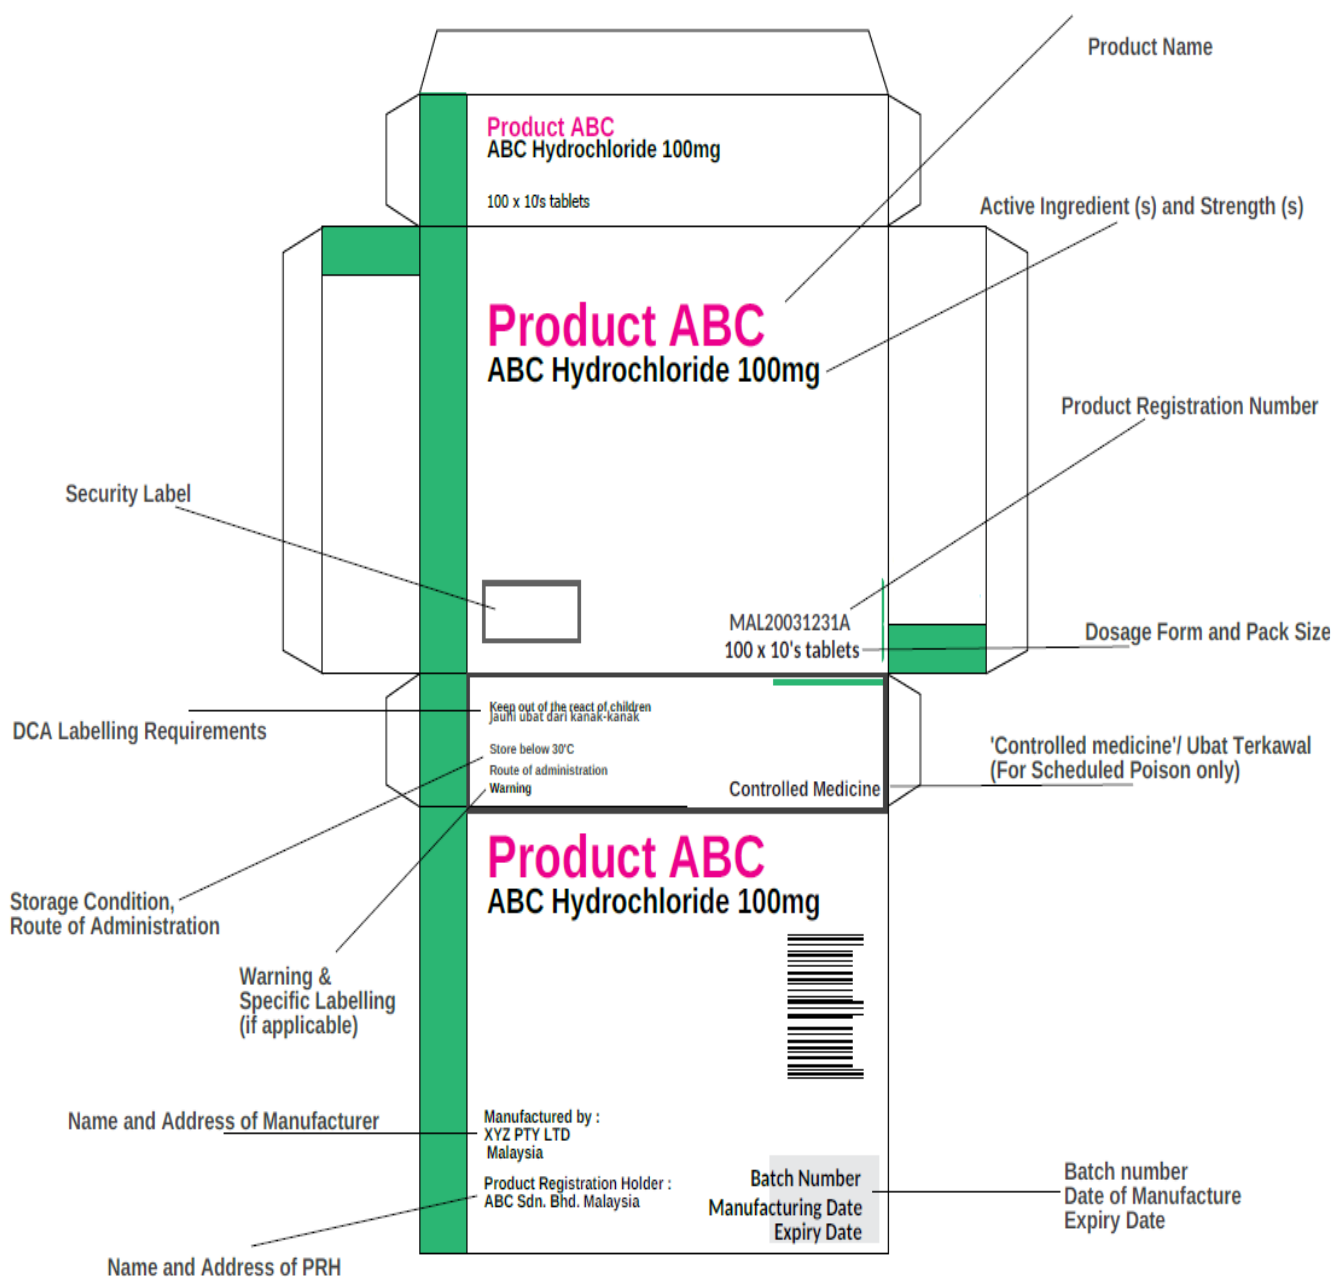 Product Name
Product ABC
ABC Hydrochloride 100mg
100 x 10's tablets
Active Ingredient (s) and Strength (s)
Product ABC
ABC Hydrochloride 100mg
Product Registration Number
Security Label
MAL20031231A
100 x 10's tablets
Dosage Form and Pack Size
Keep out of the react of children
Jauhi ubat dari kanak-kanak
DCA Labelling Requirements
Store below 30'C
Route of administration
Warning
Controlled Medicine
'Controlled medicine'/ Ubat Terkawal
(For Scheduled Poison only)
Product ABC
ABC Hydrochloride 100mg
Storage Condition,
Route of Administration
Warning &
Specific Labelling
(if applicable)
Name and Address of Manufacturer
Manufactured by :
XYZ PTY LTD
Malaysia
Product Registration Holder :
ABC Sdn. Bhd. Malaysia
Batch Number
Manufacturing Date
Expiry Date
Batch number
Date of Manufacture
Expiry Date
Name and Address of PRH